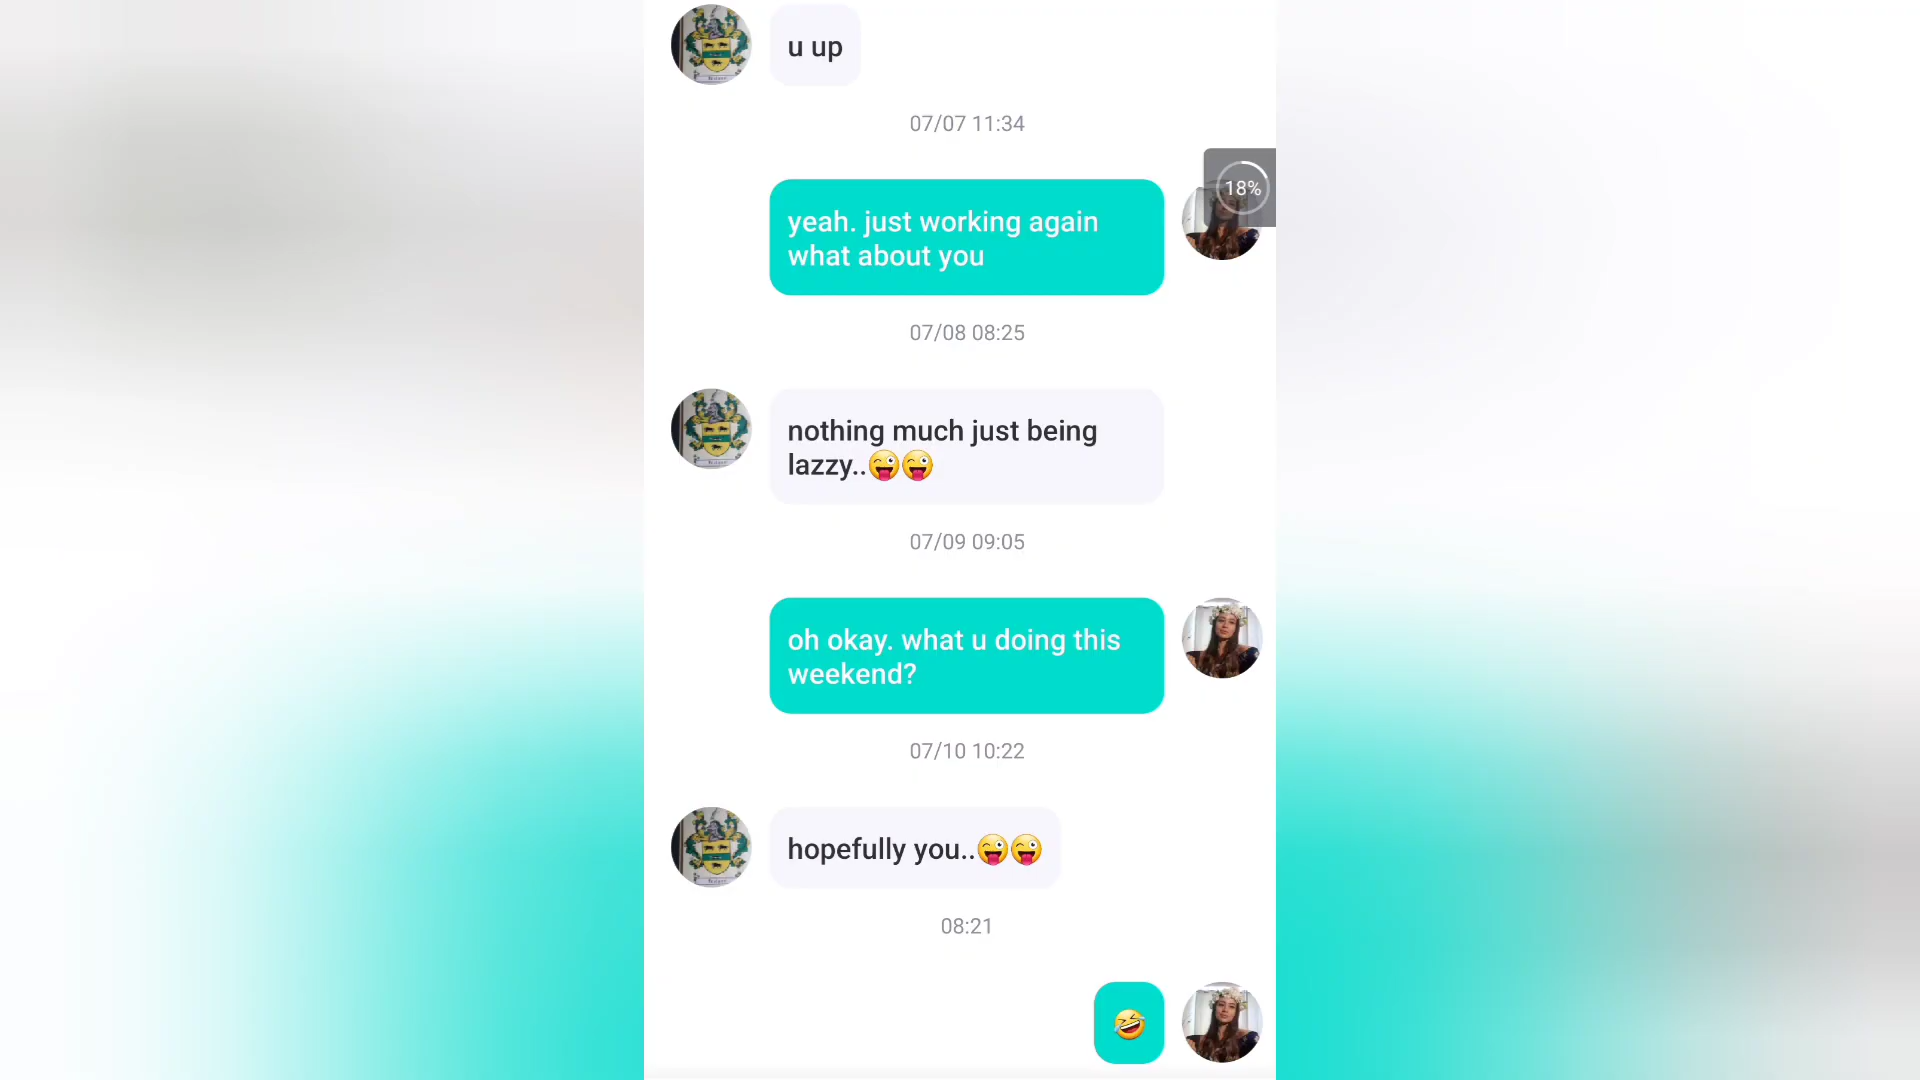 u up
07/07 11:34
18%
yeah. just working again
what about you
07/08 08:25
nothing much just being
lazzy..😜😜
07/09 09:05
oh okay. what u doing this
weekend?
07/10 10:22
hopefully you..😜😜
08:21
🤣